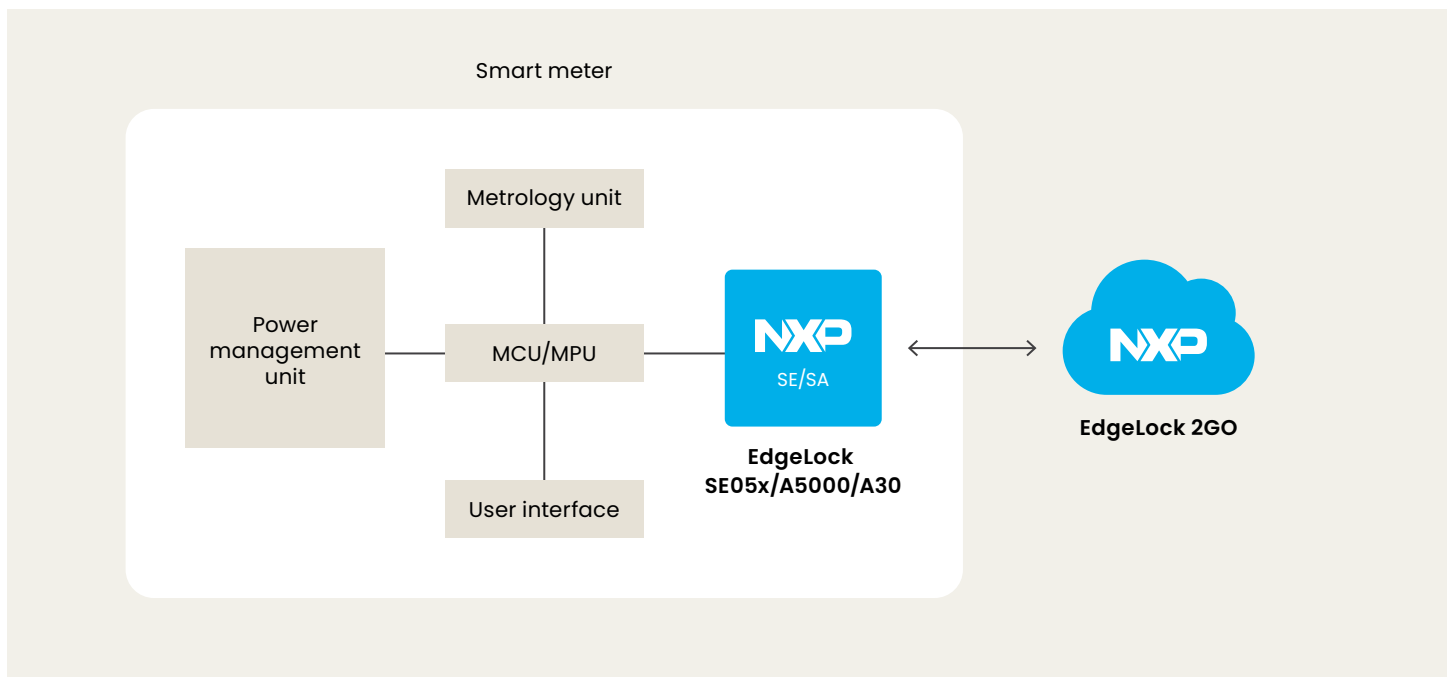 Smart meter
Metrology unit
Power
management
unit
MCU/MPU
NXP
SE/SA
EdgeLock
SE05x/A5000/A30
User interface
NXP
EdgeLock 2GO